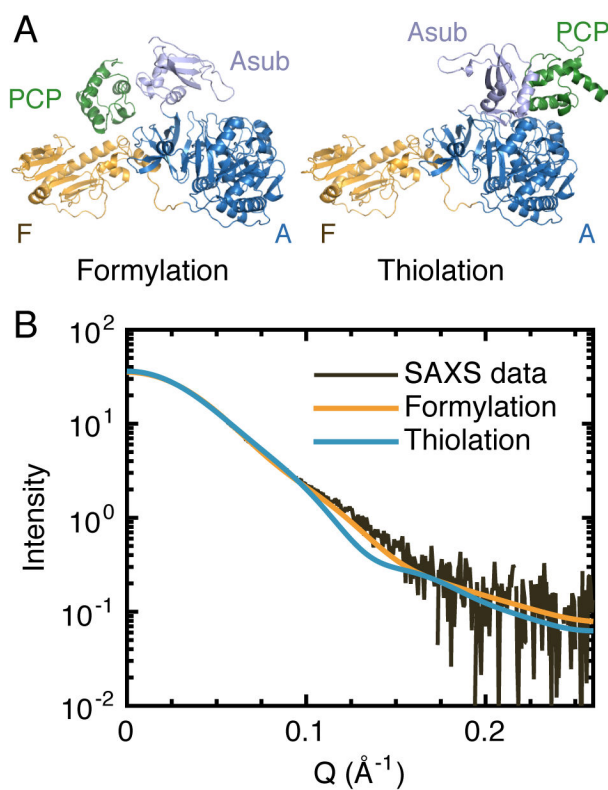 A
PCP
Asub
F
A
Formylation
Asub
PCP
F
A
Thiolation
B
SAXS data
Formylation
Thiolation
Intensity
10²
10¹
10⁰
10⁻¹
10⁻²
0
0.1
0.2
Q (Å⁻¹)